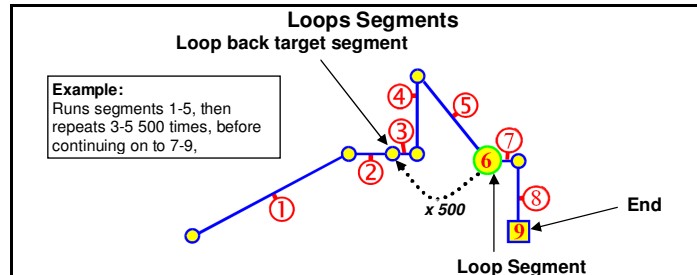 Loops Segments
Loop back target segment
Example:
Runs segments 1-5, then
repeats 3-5 500 times, before
continuing on to 7-9,
①
②
③
④
⑤
6
⑦
⑧
9
x 500
End
Loop Segment